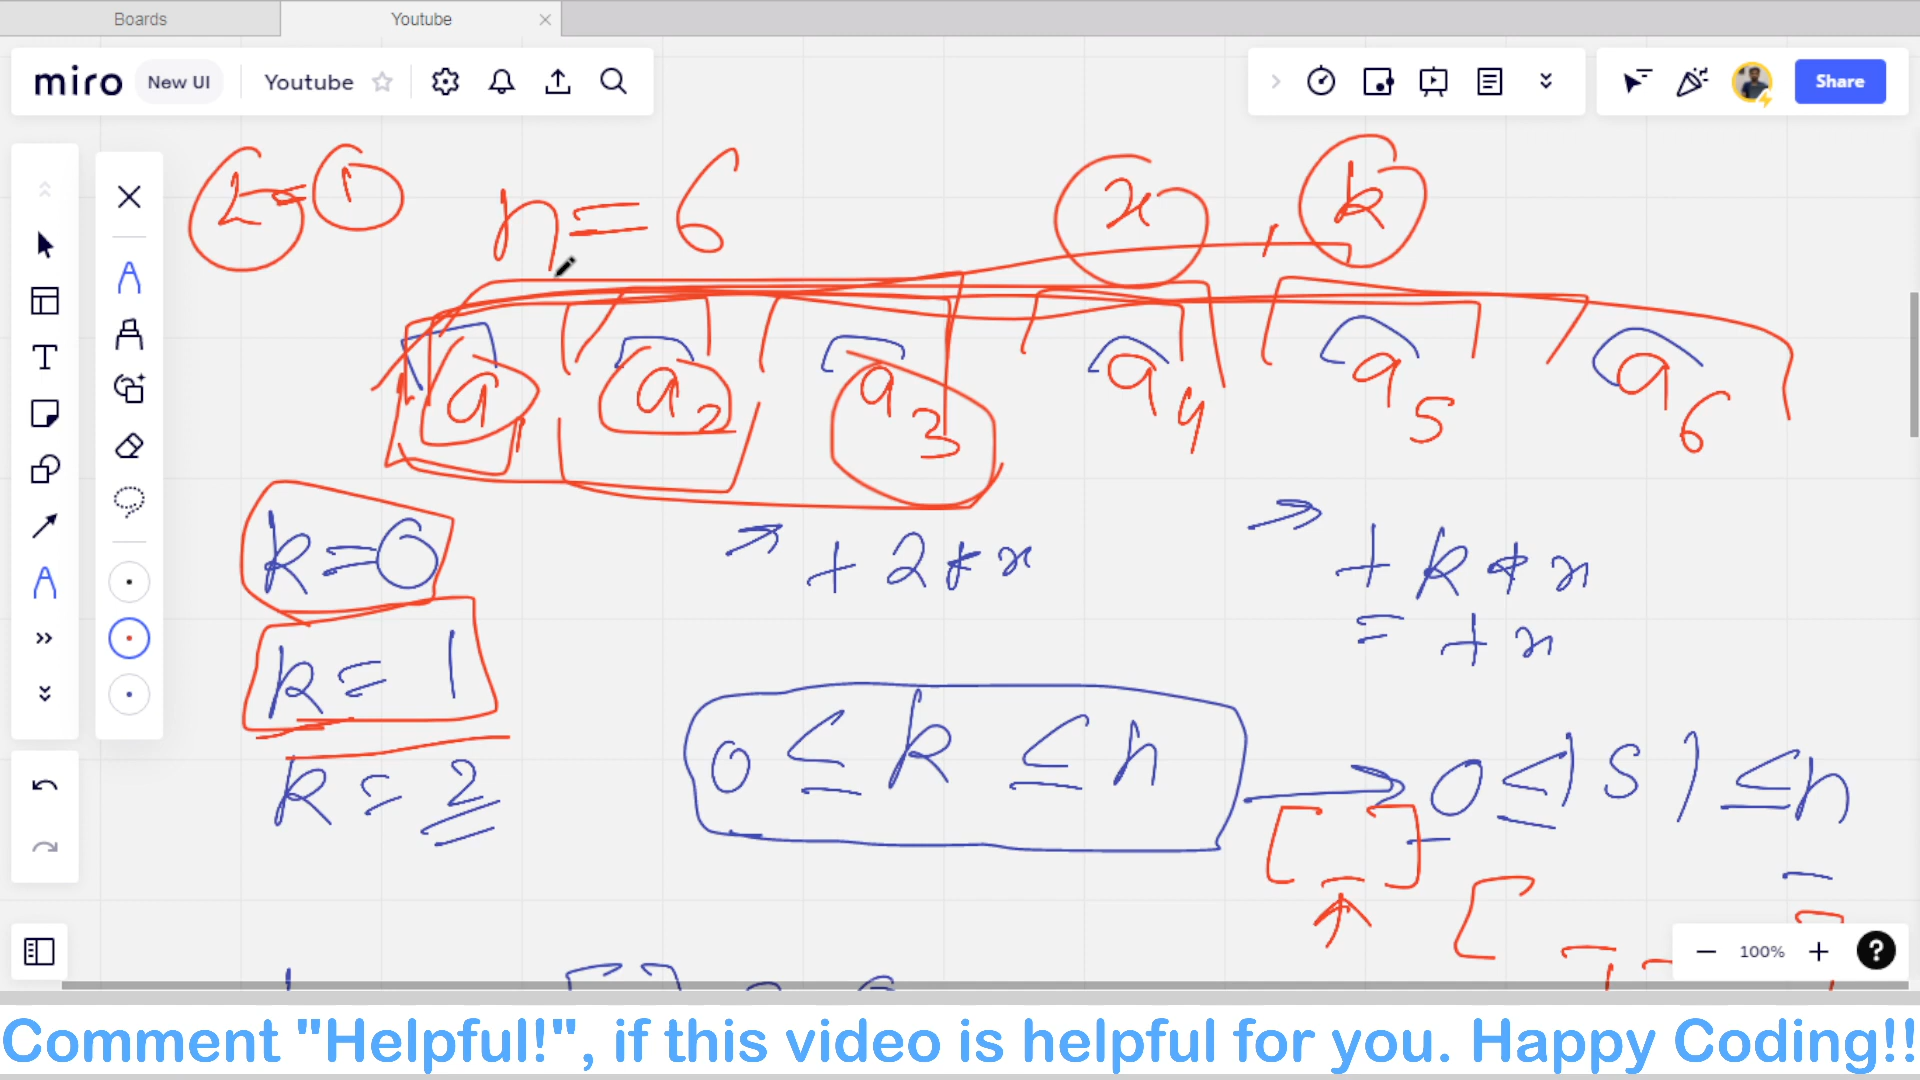 Boards Youtube
miro New UI Youtube Share
n = 6 x , k
a1 a2 a3 a4 a5 a6
k = 0 → + 2 * x → + k * x
= + x
k = 1
k = 2 0 ≤ k ≤ n → 0 ≤ | S | ≤ n
100%
Comment "Helpful!", if this video is helpful for you. Happy Coding!!